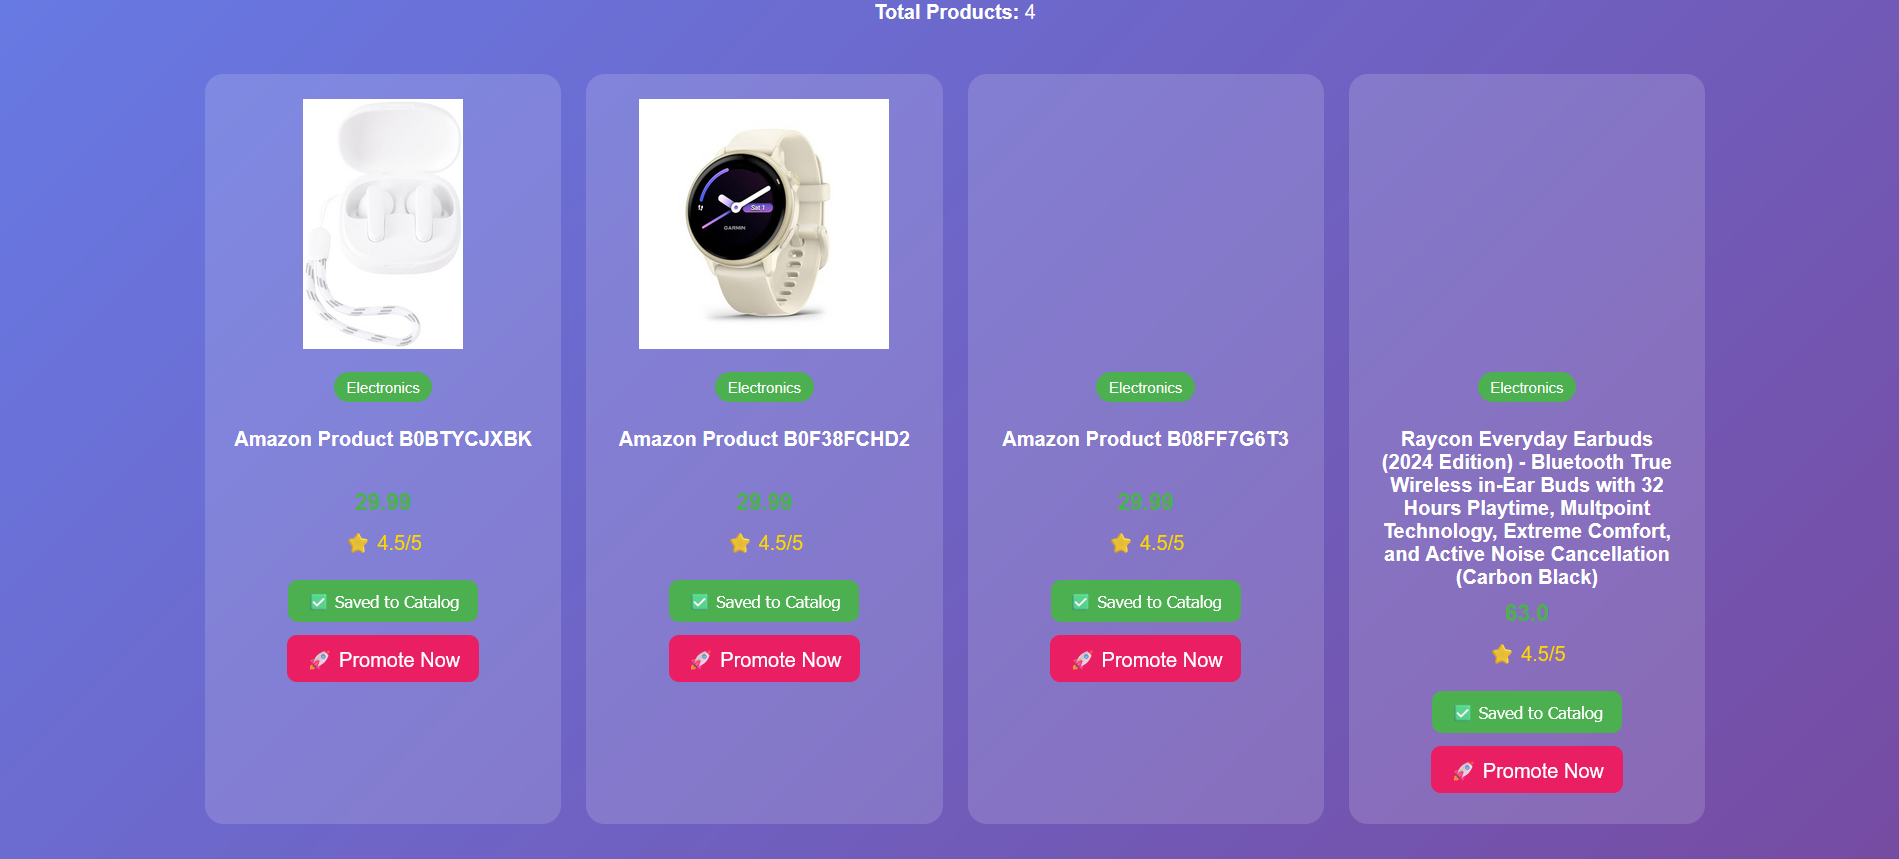 Total Products: 4
Sat 1
GARMIN
Electronics
Amazon Product B0BTYCJXBK
29.99
4.5/5
Saved to Catalog
Promote Now
Electronics
Amazon Product B0F38FCHD2
29.99
4.5/5
Saved to Catalog
Promote Now
Electronics
Amazon Product B08FF7G6T3
29.99
4.5/5
Saved to Catalog
Promote Now
Electronics
Raycon Everyday Earbuds
(2024 Edition) - Bluetooth True
Wireless in-Ear Buds with 32
Hours Playtime, Multpoint
Technology, Extreme Comfort,
and Active Noise Cancellation
(Carbon Black)
63.0
4.5/5
Saved to Catalog
Promote Now